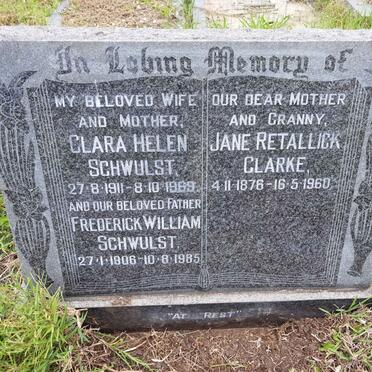 In Loving Memory of
MY BELOVED WIFE
AND MOTHER,
CLARA HELEN
SCHWULST,
27·8·1911-8·10·1969.
AND OUR BELOVED FATHER
FREDERICK WILLIAM
SCHWULST
27·1·1906-10·8·1985
OUR DEAR MOTHER
AND GRANNY,
JANE RETALLICK
CLARKE,
4·11·1876-16·5·1960.
"AT REST"